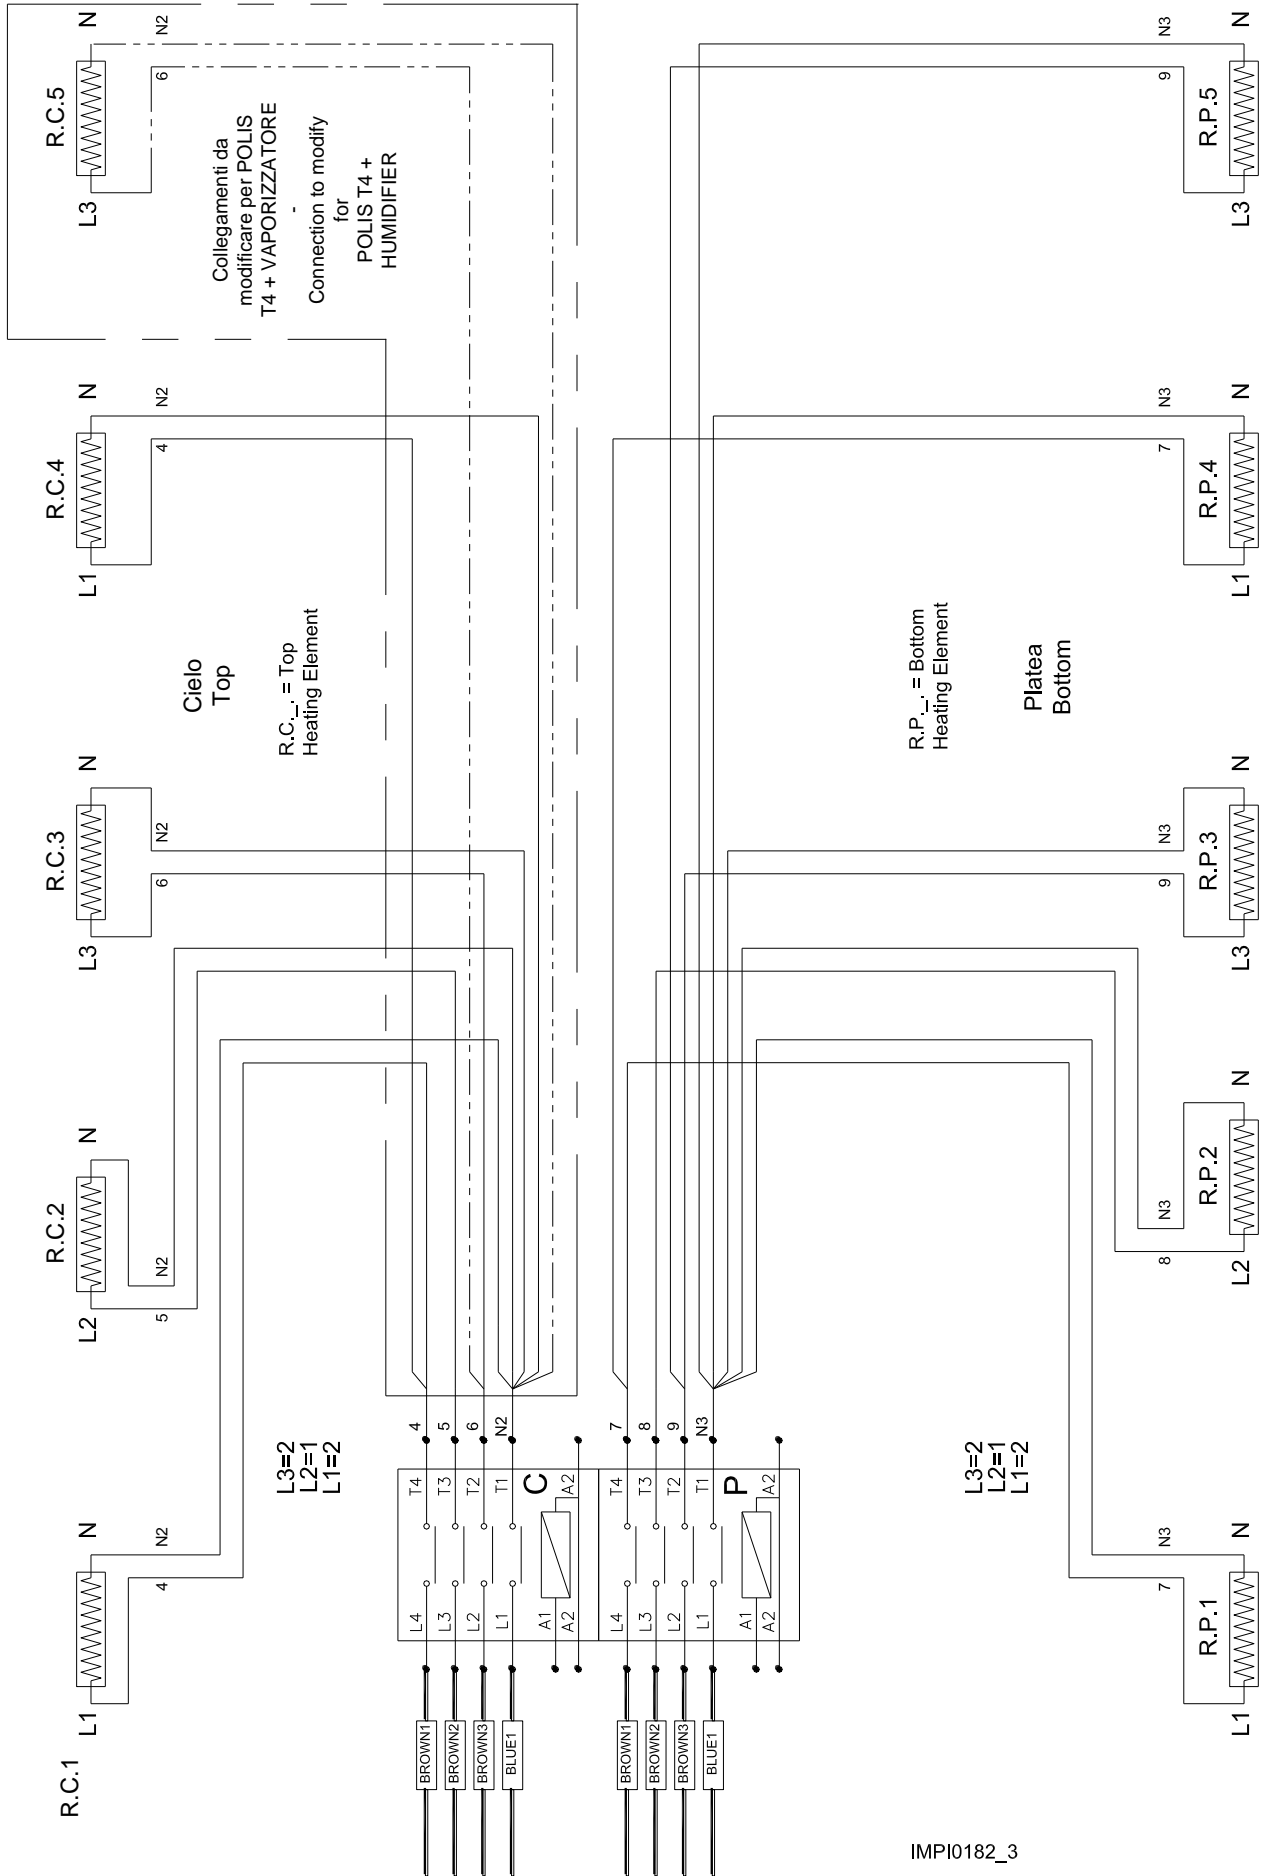 R.C.1
L1
N
4
N2
R.C.2
L2
N
5
N2
R.C.3
L3
N
6
N2
R.C.4
L1
N
4
N2
R.C.5
L3
N
6
N2
Collegamenti da
modificare per POLIS
T4 + VAPORIZZATORE
-
Connection to modify
for
POLIS T4 +
HUMIDIFIER
Cielo
Top
R.C._. = Top
Heating Element
L3=2
L2=1
L1=2
BROWN1
BROWN2
BROWN3
BLUE1
L4
L3
L2
L1
A1
A2
T4
T3
T2
T1
C
A2
4
5
6
N2
BROWN1
BROWN2
BROWN3
BLUE1
L4
L3
L2
L1
A1
A2
T4
T3
T2
T1
P
A2
7
8
9
N3
R.P._. = Bottom
Heating Element
Platea
Bottom
L3=2
L2=1
L1=2
7
N3
R.P.1
L1
N
8
N3
R.P.2
L2
N
9
N3
R.P.3
L3
N
7
N3
R.P.4
L1
N
9
N3
R.P.5
L3
N
IMPI0182_3